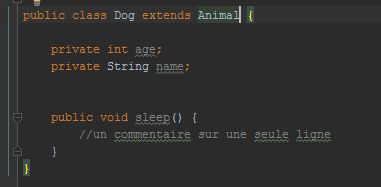 public class Dog extends Animal {
private int age;
private String name;
public void sleep() {
//un commentaire sur une seule ligne
}
}